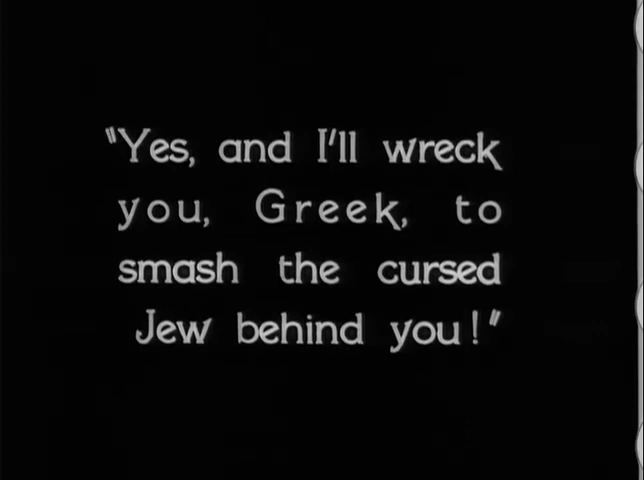 "Yes, and I'll wreck
you, Greek, to
smash the cursed
Jew behind you!"